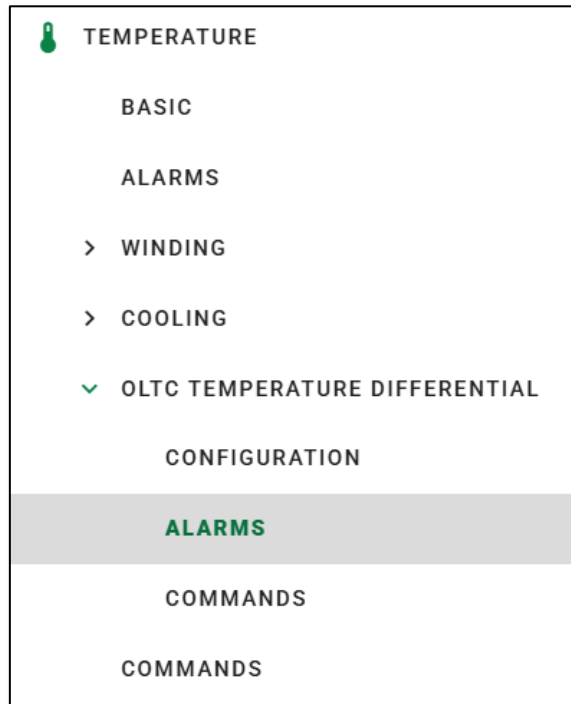 TEMPERATURE
BASIC
ALARMS
WINDING
COOLING
OLTC TEMPERATURE DIFFERENTIAL
CONFIGURATION
ALARMS
COMMANDS
COMMANDS